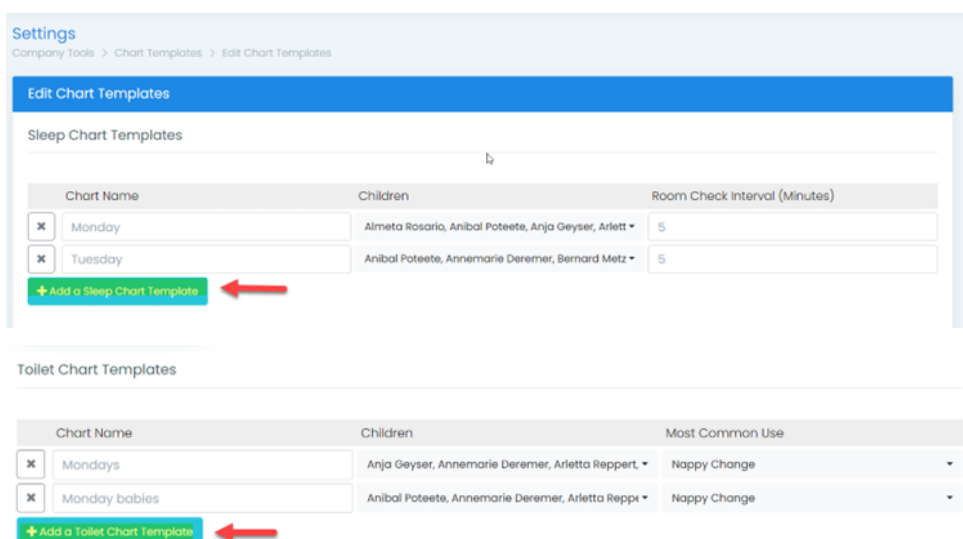 Settings
Company Tools > Chart Templates > Edit Chart Templates
Edit Chart Templates
Sleep Chart Templates
Chart Name Children Room Check Interval (Minutes)
Monday Almeta Rosario, Anibal Poteete, Anja Geyser, Arlett 5
Tuesday Anibal Poteete, Annemarie Deremer, Bernard Metz 5
+ Add a Sleep Chart Template
Toilet Chart Templates
Chart Name Children Most Common Use
Mondays Anja Geyser, Annemarie Deremer, Arletta Reppert, Nappy Change
Monday babies Anibal Poteete, Annemarie Deremer, Arletta Reppe Nappy Change
+ Add a Toilet Chart Template